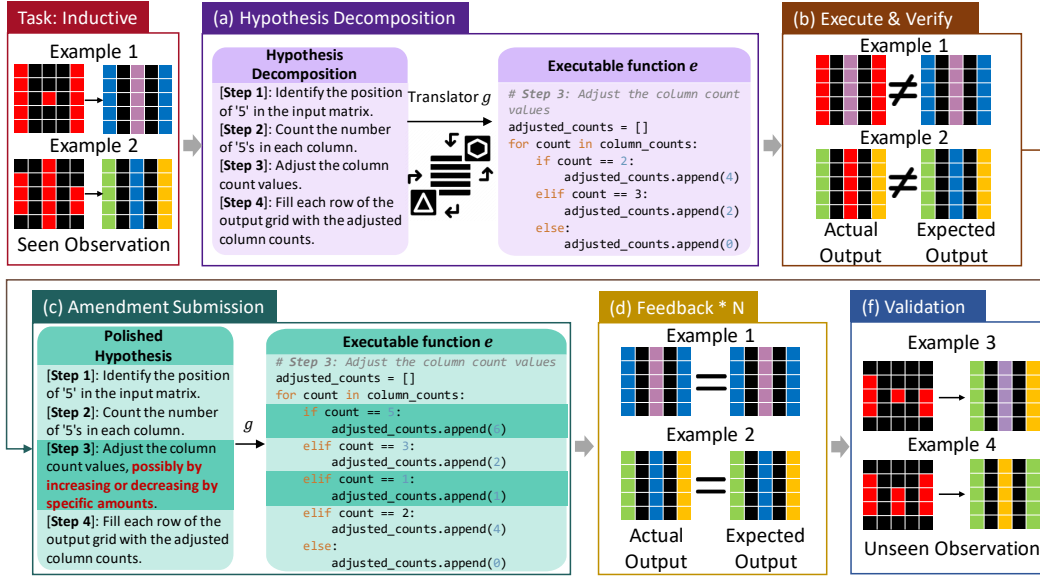 Task: Inductive
Example 1
Example 2
Seen Observation
(a) Hypothesis Decomposition
Hypothesis
Decomposition
[Step 1]: Identify the position
of '5' in the input matrix.
[Step 2]: Count the number
of '5's in each column.
[Step 3]: Adjust the column
count values.
[Step 4]: Fill each row of the
output grid with the adjusted
column counts.
Translator g
Executable function e
# Step 3: Adjust the column count
values
adjusted_counts = []
for count in column_counts:
if count == 2:
adjusted_counts.append(4)
elif count == 3:
adjusted_counts.append(2)
else:
adjusted_counts.append(0)
(b) Execute & Verify
Example 1
≠
Example 2
≠
Actual
Output
Expected
Output
(c) Amendment Submission
Polished
Hypothesis
[Step 1]: Identify the position
of '5' in the input matrix.
[Step 2]: Count the number
of '5's in each column.
[Step 3]: Adjust the column
count values, possibly by
increasing or decreasing by
specific amounts.
[Step 4]: Fill each row of the
output grid with the adjusted
column counts.
g
Executable function e
# Step 3: Adjust the column count values
adjusted_counts = []
for count in column_counts:
if count == 5:
adjusted_counts.append(6)
elif count == 3:
adjusted_counts.append(2)
elif count == 1:
adjusted_counts.append(1)
elif count == 2:
adjusted_counts.append(4)
else:
adjusted_counts.append(0)
(d) Feedback * N
Example 1
=
Example 2
=
Actual
Output
Expected
Output
(f) Validation
Example 3
Example 4
Unseen Observation